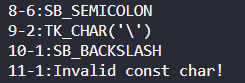 8-6:SB_SEMICOLON
9-2:TK_CHAR('\')
10-1:SB_BACKSLASH
11-1:Invalid const char!